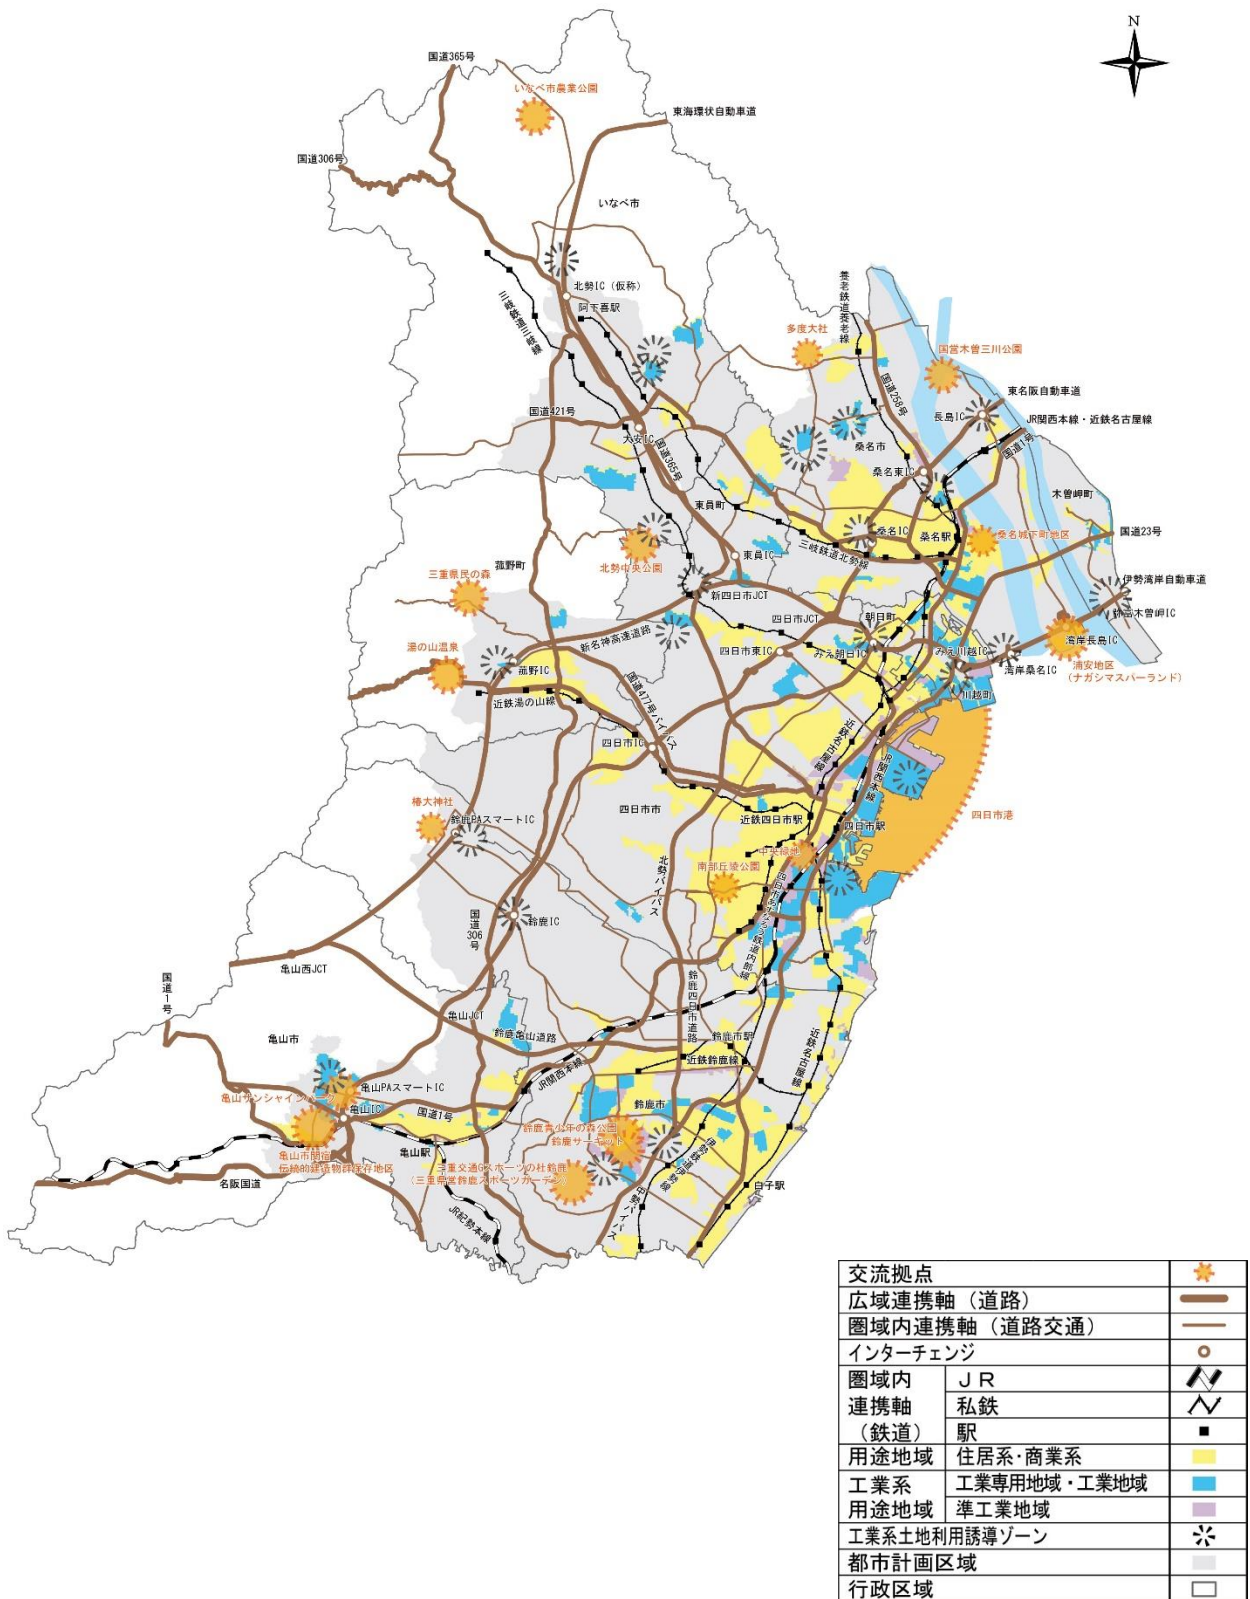 N
国道365号
いなべ市農業公園
東海環状自動車道
国道306号
いなべ市
養老鉄道養老線
北勢IC（仮称）
阿下喜駅
三岐鉄道三岐線
多度大社
国営木曽三川公園
国道258号
東名阪自動車道
長島IC
JR関西本線・近鉄名古屋線
国道421号
国道1号
大安IC
国道365号
桑名市
桑名東IC
木曽岬町
東員町
国道23号
桑名IC
桑名駅
桑名城下町地区
三岐鉄道北勢線
東員IC
北勢中央公園
菰野町
三重県民の森
伊勢湾岸自動車道
新四日市JCT
弥富木曽岬IC
四日市JCT
朝日町
湾岸長島IC
新名神高速道路
湯の山温泉
四日市東IC
みえ朝日IC
みえ川越IC
湾岸桑名IC
浦安地区
（ナガシマスパーランド）
菰野IC
川越町
国道477号バイパス
近鉄湯の山線
近鉄名古屋線
四日市IC
JR関西本線
四日市市
椿大神社
鈴鹿PAスマートIC
近鉄四日市駅
四日市駅
四日市港
中央緑地
北勢バイパス
南部丘陵公園
四日市あすなろう鉄道内部線
国道306号
鈴鹿IC
亀山西JCT
国道1号
鈴鹿四日市道路
亀山JCT
鈴鹿亀山道路
亀山市
鈴鹿市駅
近鉄鈴鹿線
近鉄名古屋線
JR関西本線
亀山PAスマートIC
亀山サンシャインパーク
亀山IC
国道1号
鈴鹿市
鈴鹿青少年の森公園
鈴鹿サーキット
亀山駅
亀山市関宿
伝統的建造物群保存地区
伊勢鉄道伊勢線
三重交通Gスポーツの杜鈴鹿
（三重県営鈴鹿スポーツガーデン）
名阪国道
白子駅
中勢バイパス
JR紀勢本線
交流拠点
広域連携軸（道路）
圏域内連携軸（道路交通）
インターチェンジ
圏域内 ＪＲ
連携軸 私鉄
（鉄道） 駅
用途地域 住居系・商業系
工業系 工業専用地域・工業地域
用途地域 準工業地域
工業系土地利用誘導ゾーン
都市計画区域
行政区域